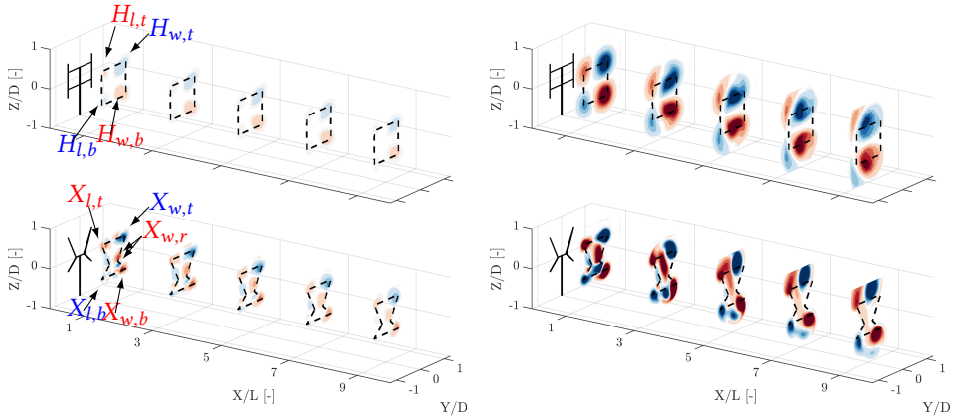 H_{l,t}
H_{w,t}
1
0
-1
Z/D [-]
H_{l,b}
H_{w,b}
1
0
-1
Z/D [-]
X_{l,t}
X_{w,t}
X_{w,r}
1
0
-1
Z/D [-]
X_{l,b}
X_{w,b}
1
3
5
7
9
X/L [-]
-1
0
1
Y/D
1
0
-1
Z/D [-]
1
3
5
7
9
X/L [-]
-1
0
1
Y/D